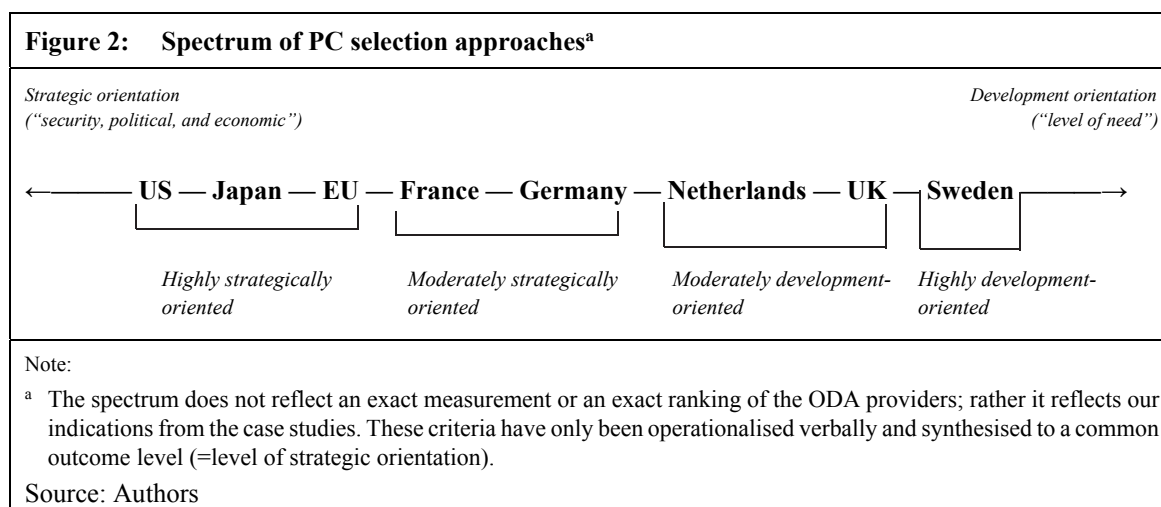 Figure 2: Spectrum of PC selection approachesᵃ
Strategic orientation
("security, political, and economic")
Development orientation
("level of need")
←——— US — Japan — EU — France — Germany — Netherlands — UK — Sweden ———→
Highly strategically
oriented
Moderately strategically
oriented
Moderately development-
oriented
Highly development-
oriented
Note:
ᵃ The spectrum does not reflect an exact measurement or an exact ranking of the ODA providers; rather it reflects our
indications from the case studies. These criteria have only been operationalised verbally and synthesised to a common
outcome level (=level of strategic orientation).
Source: Authors